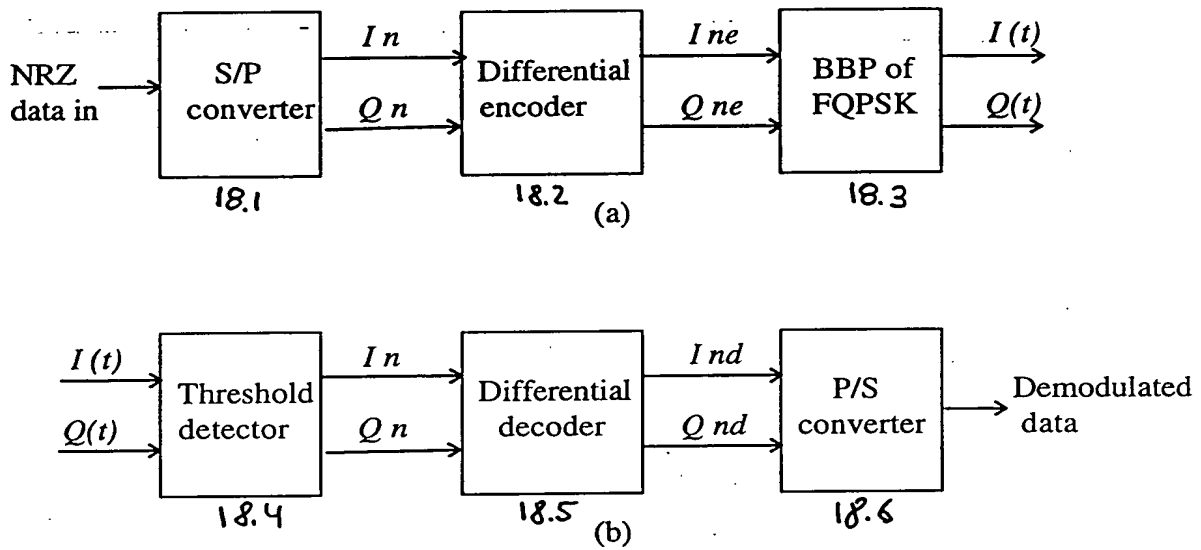 NRZ
data in
S/P
converter
I n
Q n
Differential
encoder
I ne
Q ne
BBP of
FQPSK
I (t)
Q(t)
18.1
18.2
18.3
(a)
I (t)
Q(t)
Threshold
detector
I n
Q n
Differential
decoder
I nd
Q nd
P/S
converter
Demodulated
data
18.4
18.5
18.6
(b)